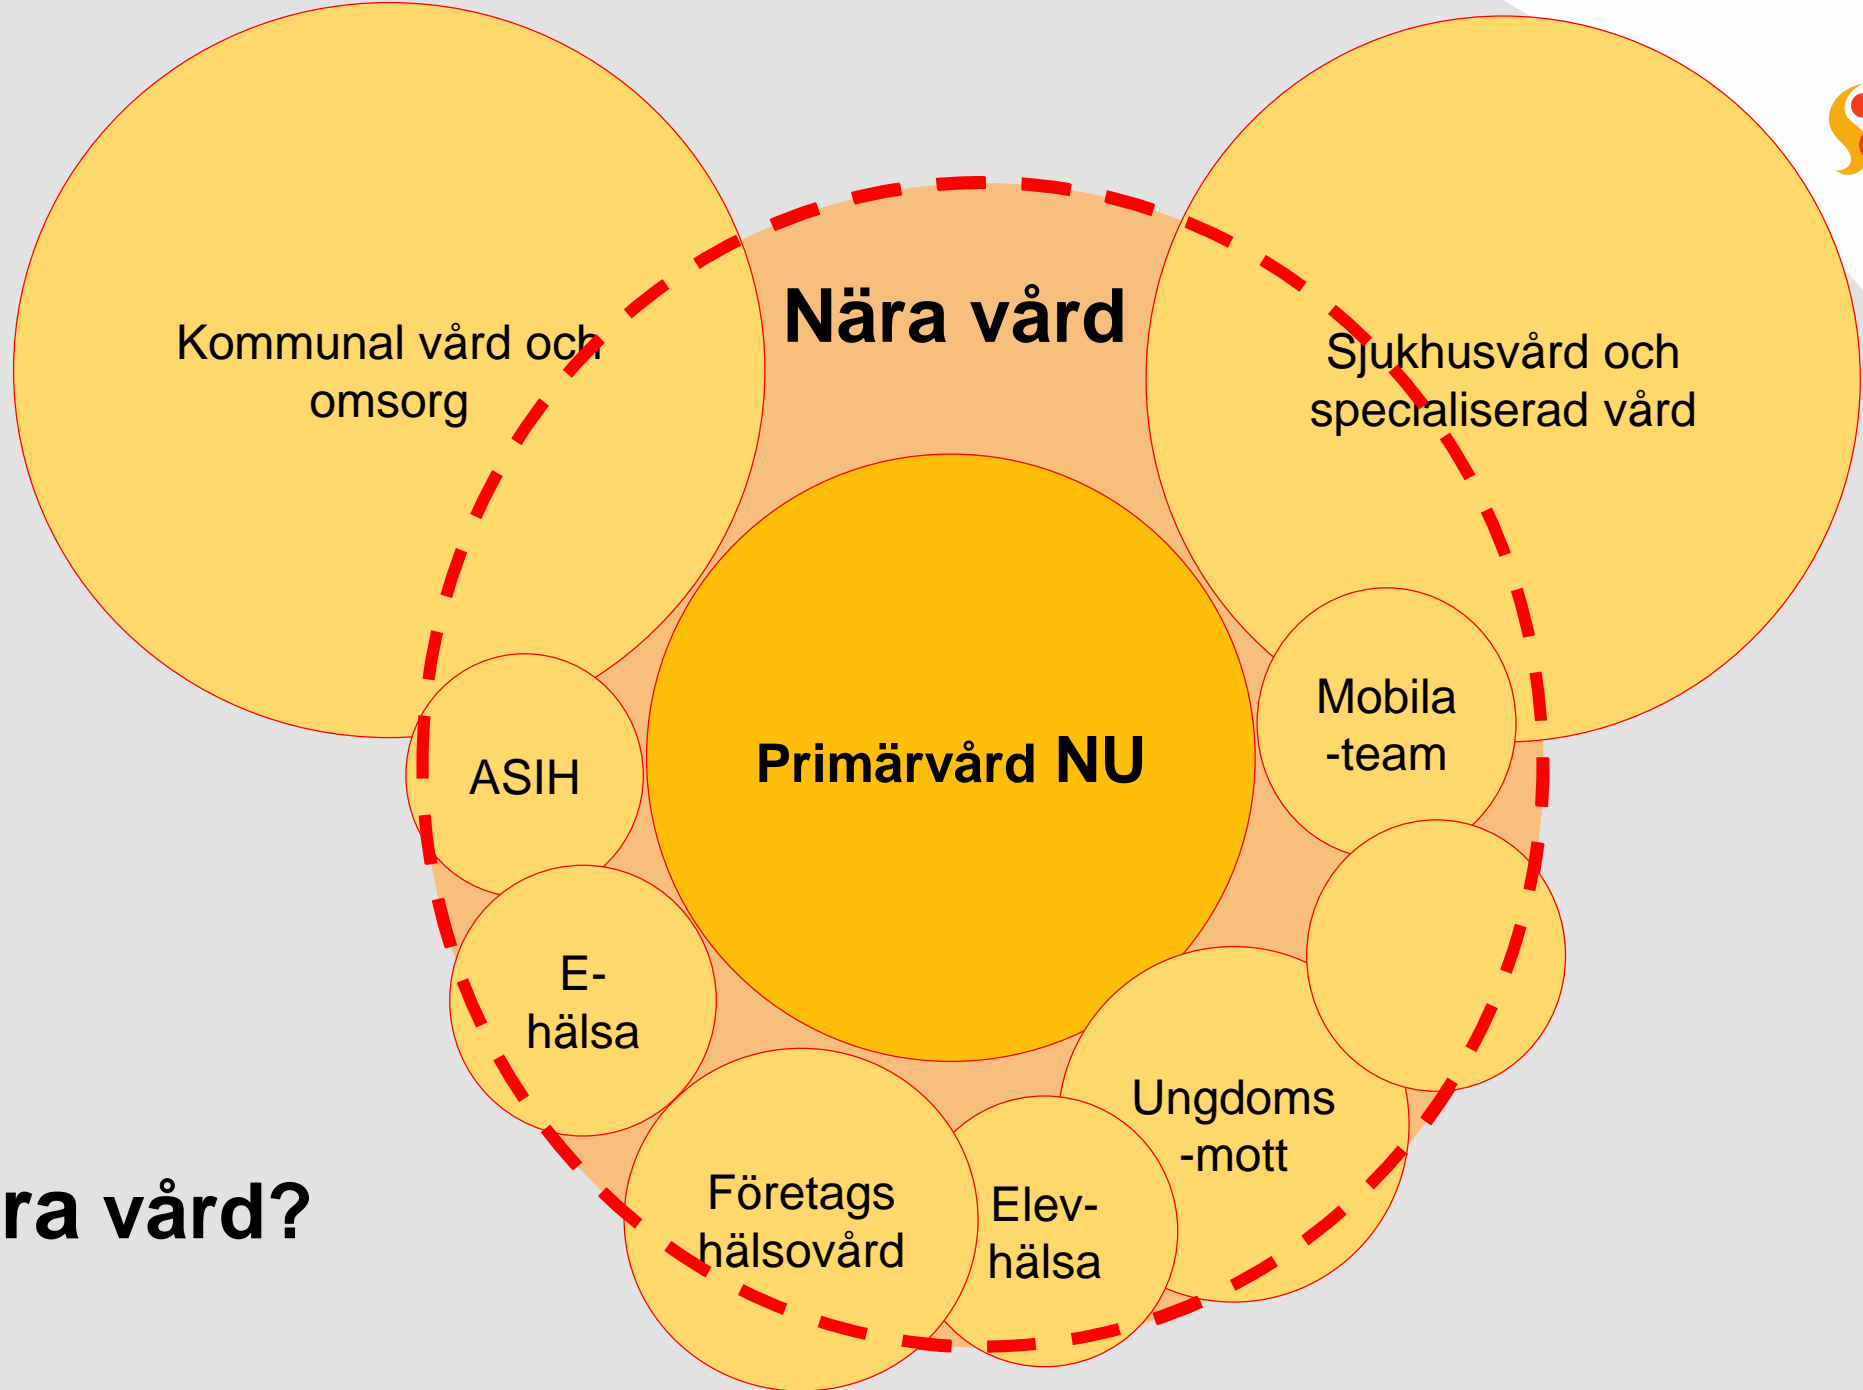 Nära vård
Kommunal vård och
omsorg
Sjukhusvård och
specialiserad vård
Primärvård NU
Mobila
-team
ASIH
E-
hälsa
Ungdoms
-mott
Företags
hälsovård
Elev-
hälsa
ra vård?